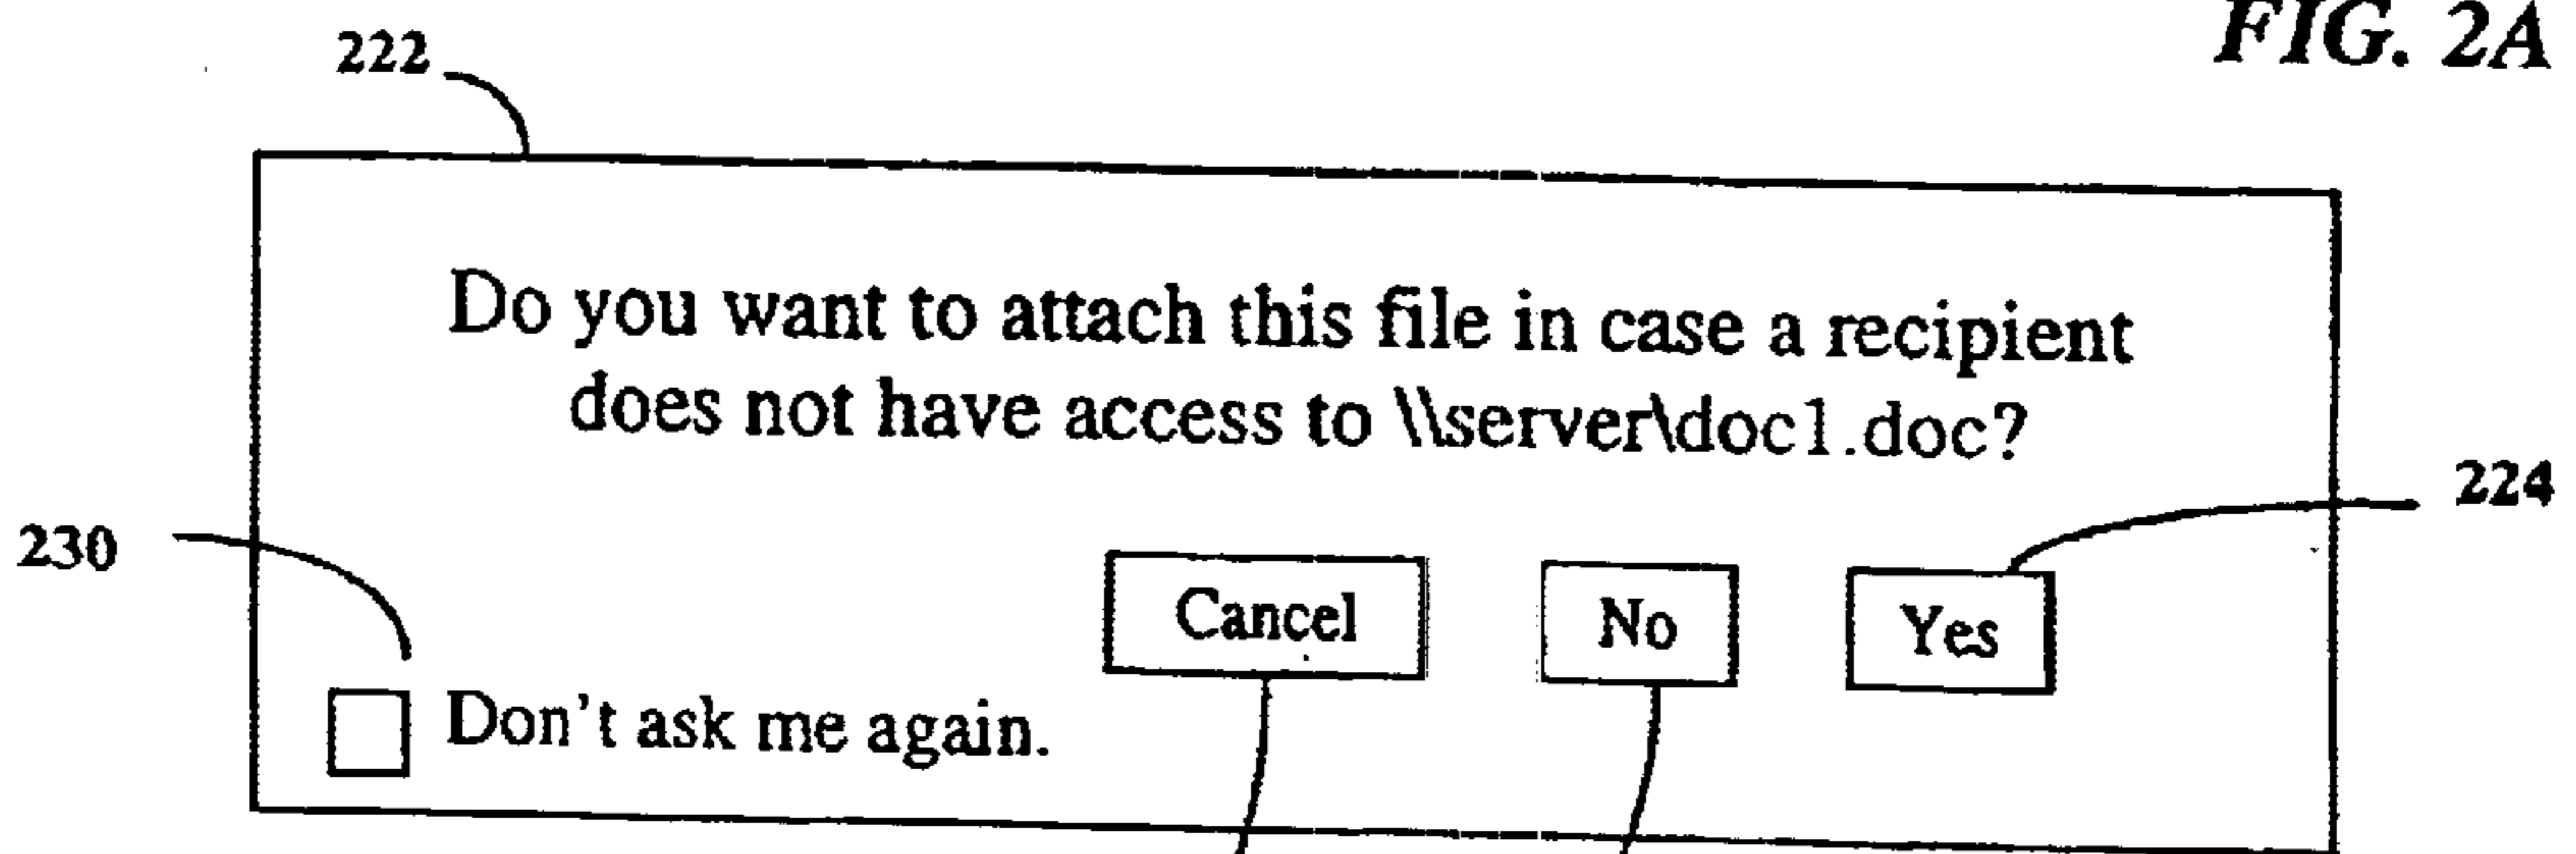 FIG. 2A
222
Do you want to attach this file in case a recipient
does not have access to \\server\doc1.doc?
224
230
Cancel
No
Yes
Don't ask me again.